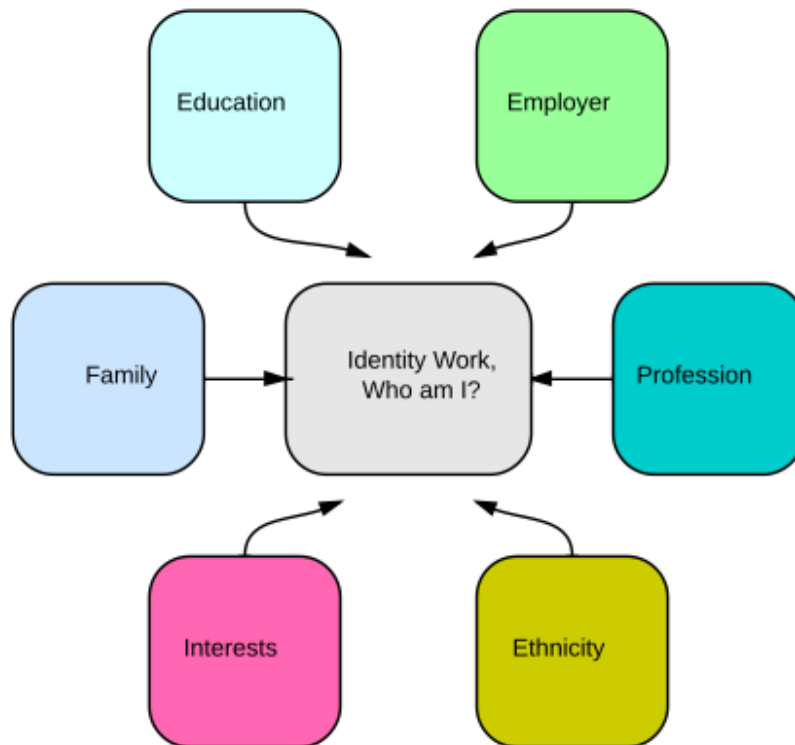 Education
Employer
Family
Identity Work,
Who am I?
Profession
Interests
Ethnicity